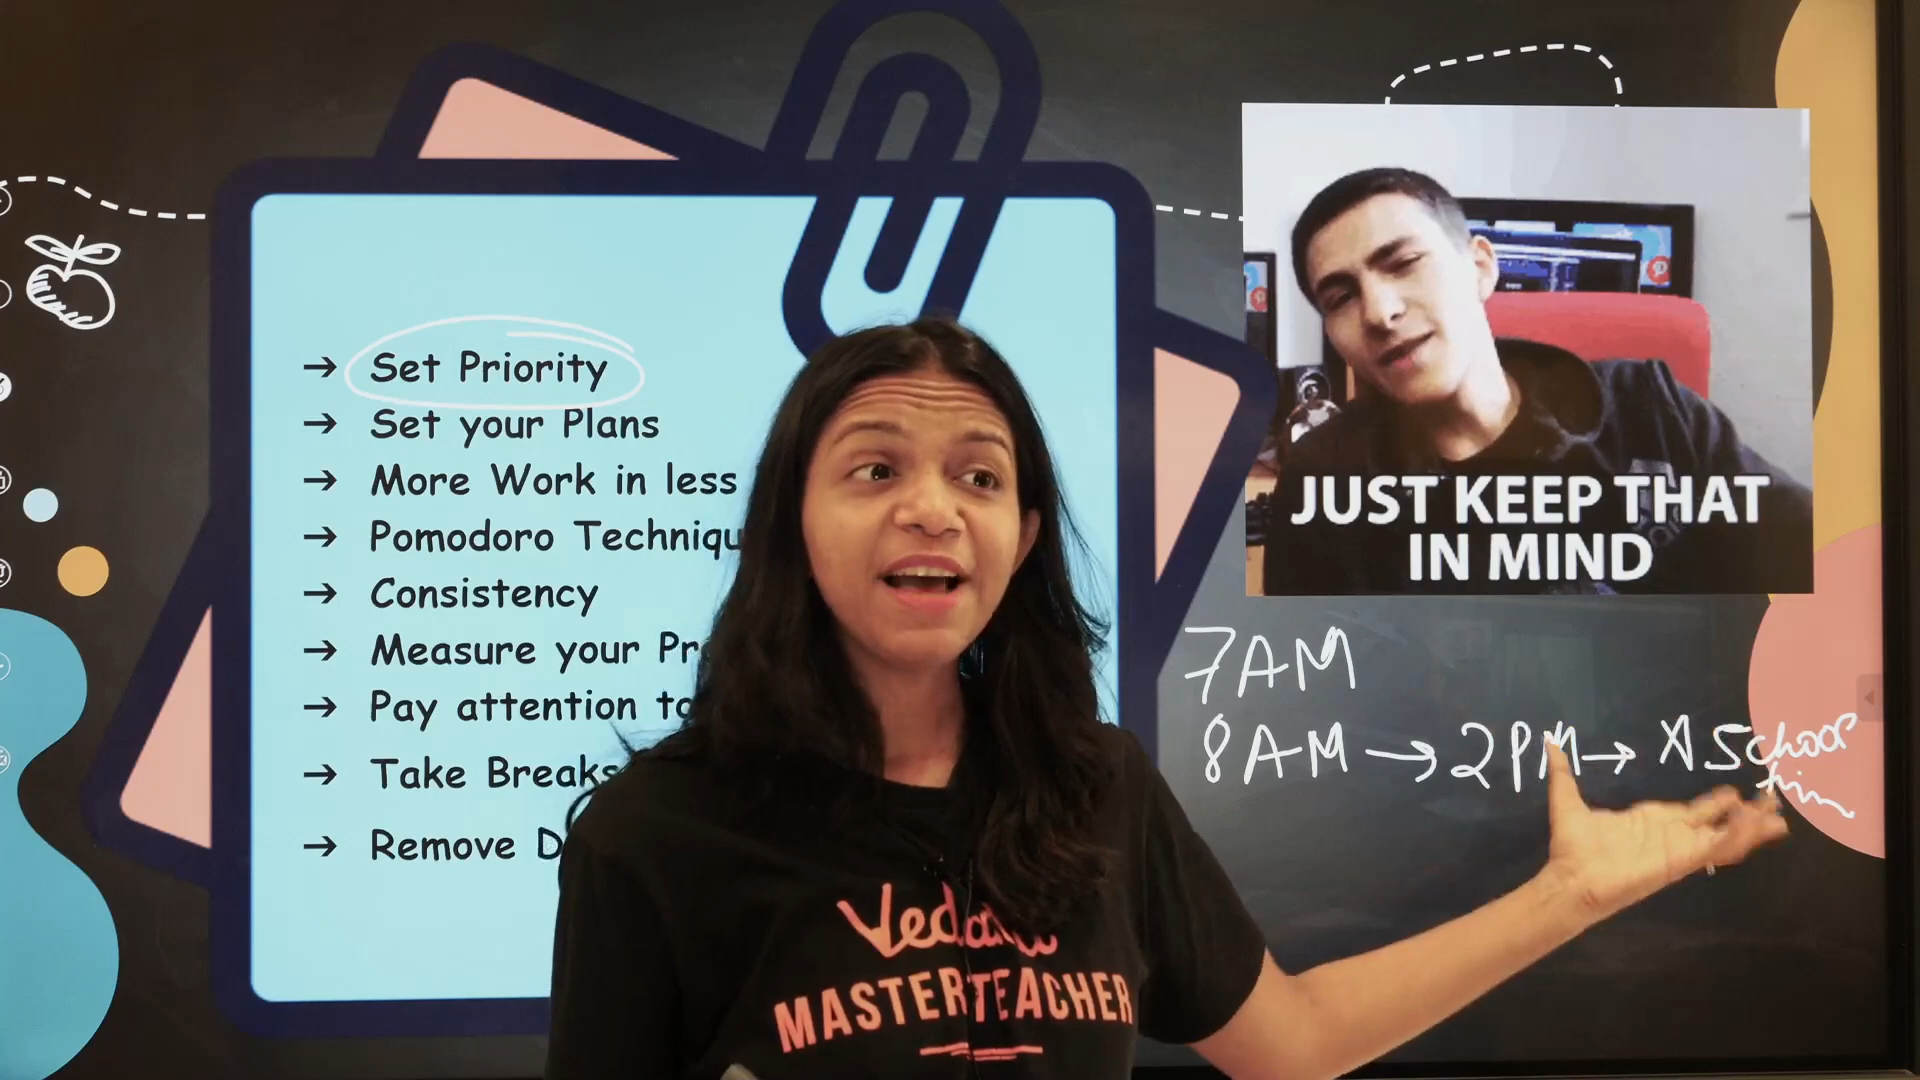 → Set Priority
→ Set your Plans
→ More Work in less
→ Pomodoro Techniqu
→ Consistency
→ Measure your Pr
→ Pay attention to
→ Take Breaks
→ Remove D
JUST KEEP THAT
IN MIND
7AM
8AM → 2PM → School
Vedantu
MASTER TEACHER